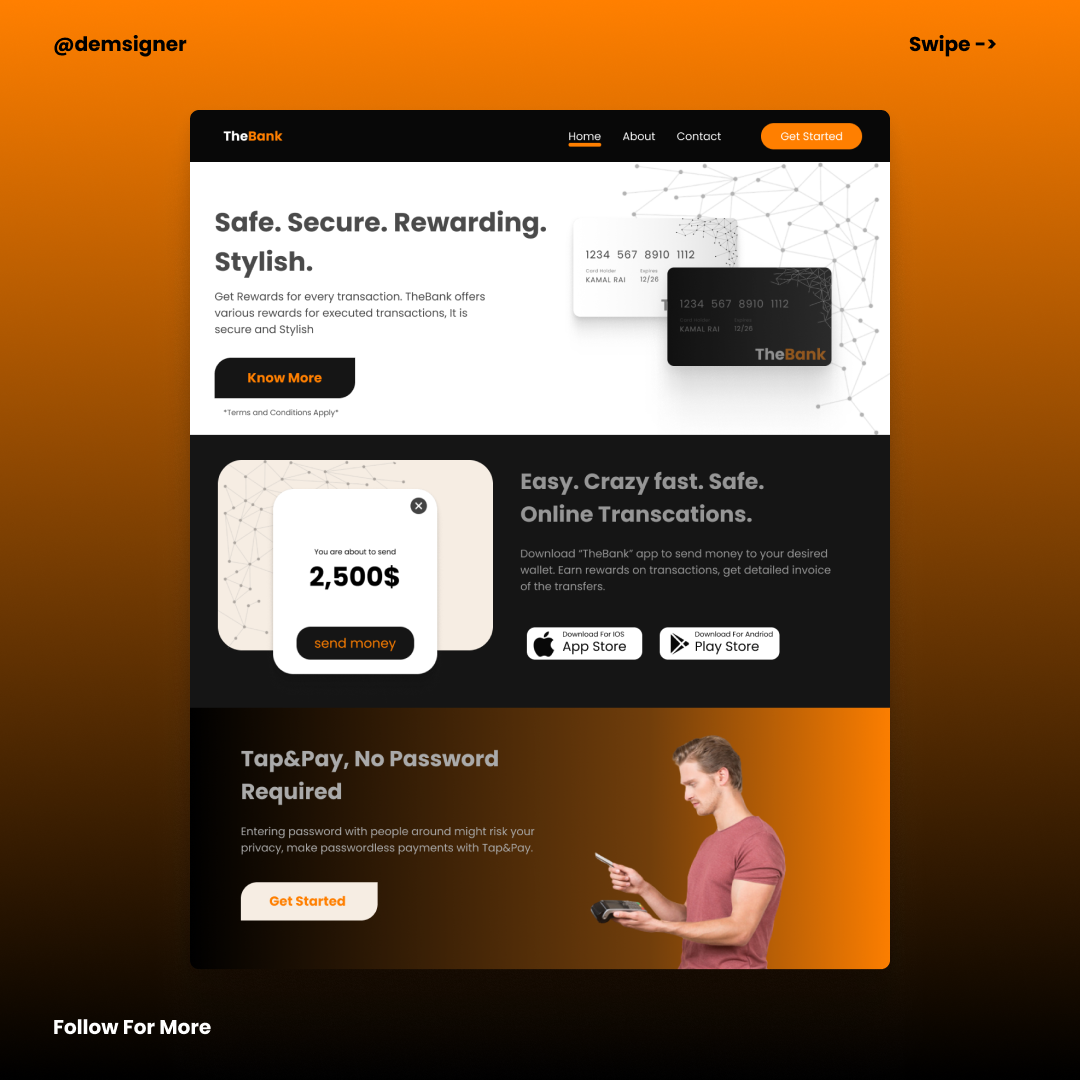 @demsigner
Swipe ->
TheBank
Home
About
Contact
Get Started
Safe. Secure. Rewarding.
Stylish.
Get Rewards for every transaction. TheBank offers
various rewards for executed transactions, It is
secure and Stylish
Know More
*Terms and Conditions Apply*
1234 567 8910 1112
Card Holder
Expires
KAMAL RAI
12/26
T
1234 567 8910 1112
Card Holder
Expires
KAMAL RAI
12/26
TheBank
You are about to send
2,500$
send money
Easy. Crazy fast. Safe.
Online Transcations.
Download “TheBank” app to send money to your desired
wallet. Earn rewards on transactions, get detailed invoice
of the transfers.
Download For IOS
App Store
Download For Andriod
Play Store
Tap&Pay, No Password
Required
Entering password with people around might risk your
privacy, make passwordless payments with Tap&Pay.
Get Started
Follow For More